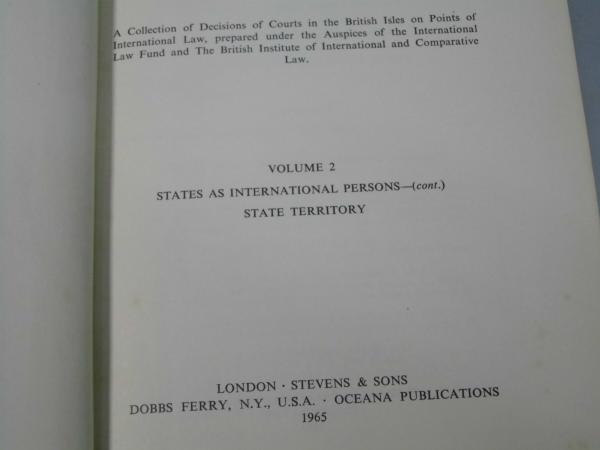 A Collection of Decisions of Courts in the British Isles on Points of
International Law, prepared under the Auspices of the International
Law Fund and The British Institute of International and Comparative
Law.
VOLUME 2
STATES AS INTERNATIONAL PERSONS—(cont.)
STATE TERRITORY
LONDON · STEVENS & SONS
DOBBS FERRY, N.Y., U.S.A. · OCEANA PUBLICATIONS
1965